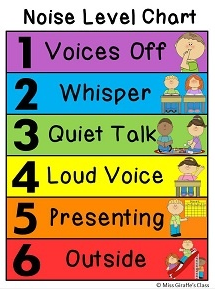 Noise Level Chart
1 Voices Off
2 Whisper
3 Quiet Talk
4 Loud Voice
5 Presenting
6 Outside
© Miss Giraffe's Class